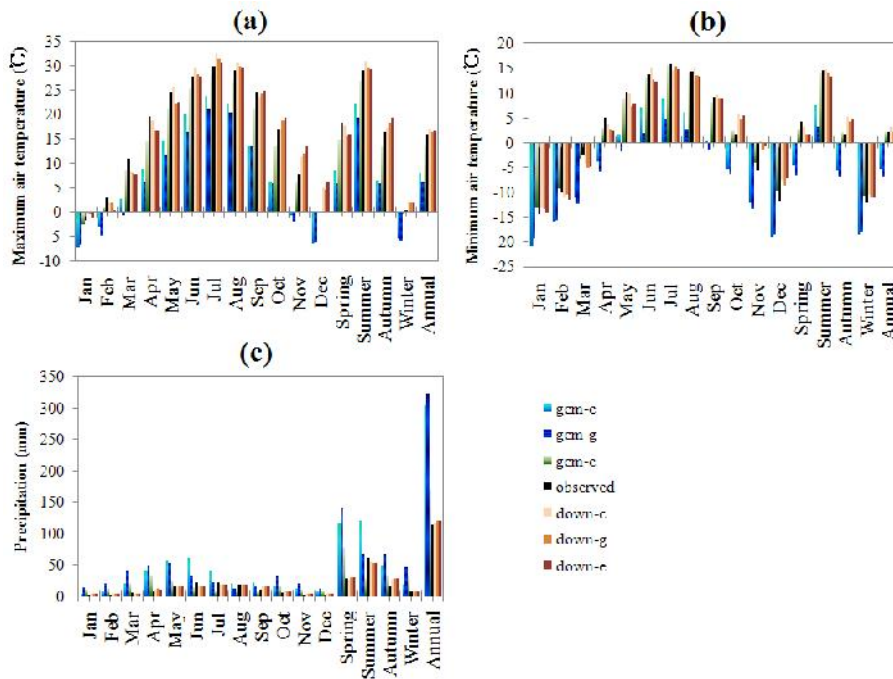 (a)
(b)
Maximum air temperature (℃)
35
30
25
20
15
10
5
0
5
-10
Jan
Feb
Mar
Apr
May
Jun
Jul
Aug
Sep
Oct
Nov
Dec
Spring
Summer
Autumn
Winter
Annual
Minimum air temperature (℃)
20
15
10
5
0
-5
-10
-15
-20
-25
Jan
Feb
Mar
Apr
May
Jun
Jul
Aug
Sep
Oct
Nov
Dec
Spring
Summer
Autumn
Winter
Annual
(c)
Precipitation (mm)
350
300
250
200
150
100
50
0
Jan
Feb
Mar
Apr
May
Jun
Jul
Aug
Sep
Oct
Nov
Dec
Spring
Summer
Autumn
Winter
Annual
gcm-c
gcm-g
gcm-c
observed
down-c
down-g
down-e